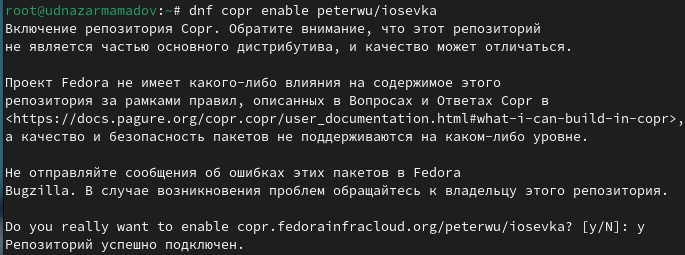 root@udnazarmamadov:~# dnf copr enable peterwu/iosevka
Включение репозитория Copr. Обратите внимание, что этот репозиторий
не является частью основного дистрибутива, и качество может отличаться.
Проект Fedora не имеет какого-либо влияния на содержимое этого
репозитория за рамками правил, описанных в Вопросах и Ответах Copr в
<https://docs.pagure.org/copr.copr/user_documentation.html#what-i-can-build-in-copr>,
а качество и безопасность пакетов не поддерживаются на каком-либо уровне.
Не отправляйте сообщения об ошибках этих пакетов в Fedora
Bugzilla. В случае возникновения проблем обращайтесь к владельцу этого репозитория.
Do you really want to enable copr.fedorainfracloud.org/peterwu/iosevka? [y/N]: y
Репозиторий успешно подключен.